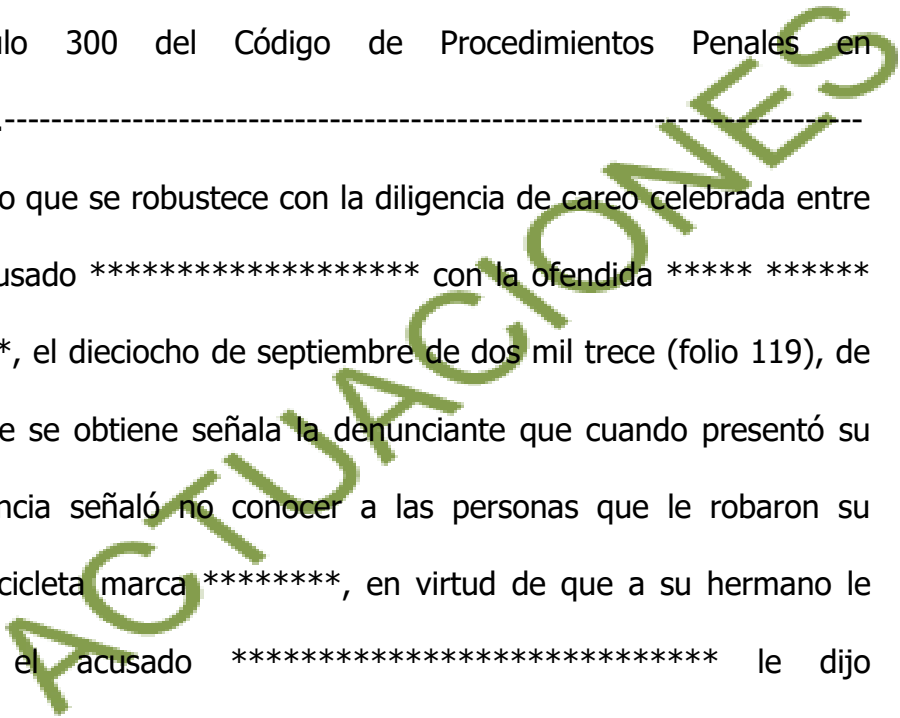 ulo 300 del Código de Procedimientos Penales en
.--------------------------------------------------------------------------
o que se robustece con la diligencia de careo celebrada entre
usado ******************* con la ofendida ***** ******
*, el dieciocho de septiembre de dos mil trece (folio 119), de
e se obtiene señala la denunciante que cuando presentó su
ncia señaló no conocer a las personas que le robaron su
cicleta marca ********, en virtud de que a su hermano le
el acusado **************************** le dijo
ACTUACIONES